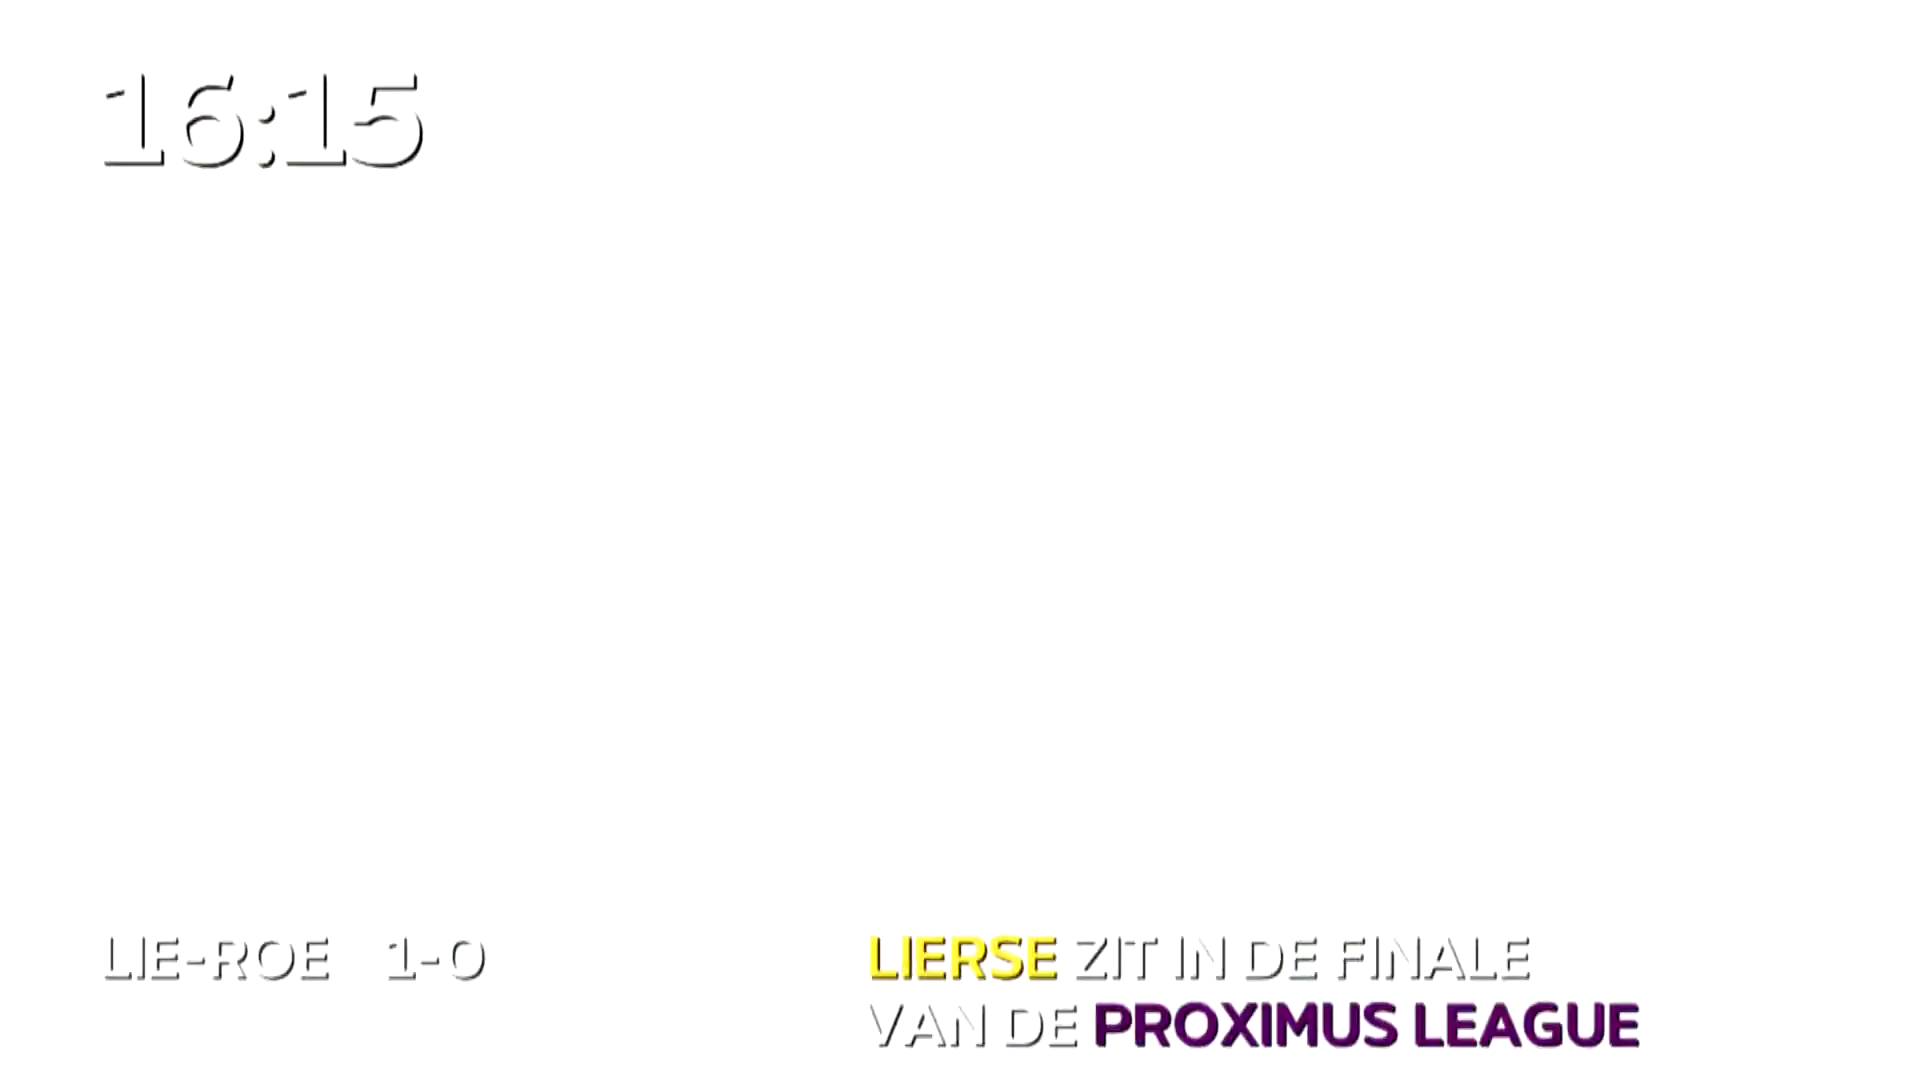 16:15
LIE-ROE 1-0
LIERSE ZIT IN DE FINALE
VAN DE PROXIMUS LEAGUE